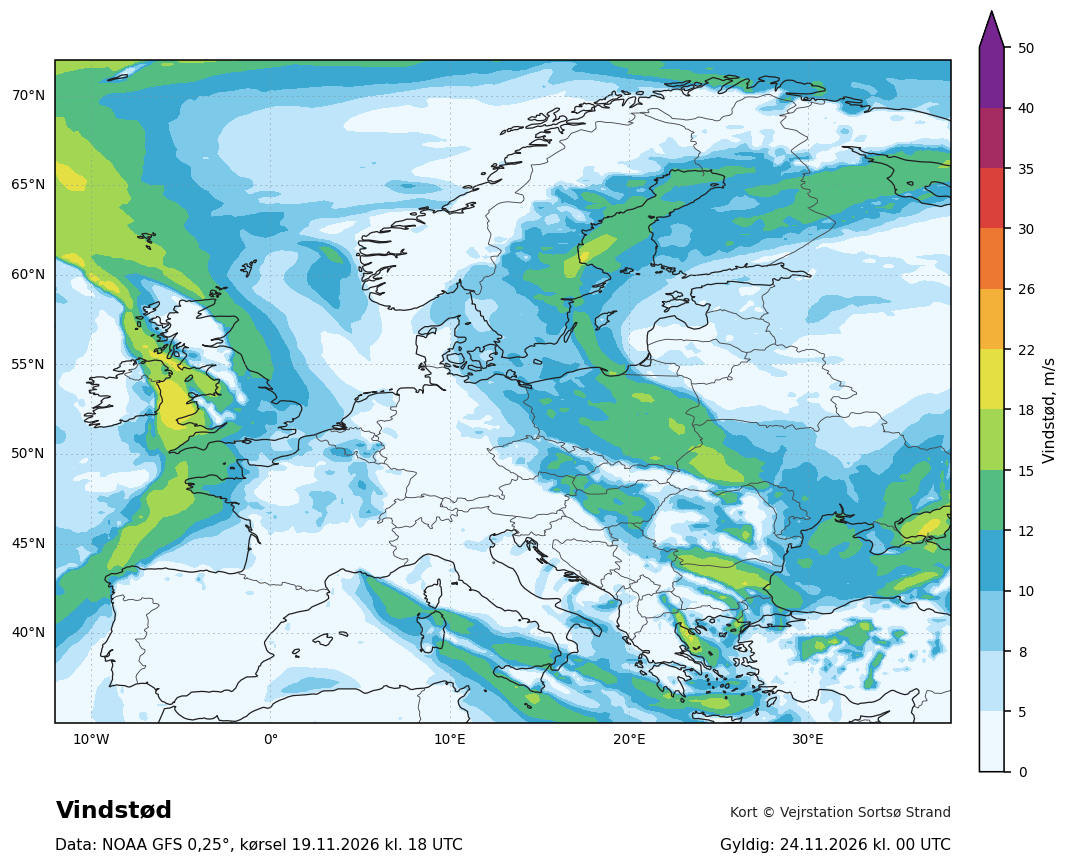 50
40
35
30
26
22
18
15
12
10
8
5
0
Vindstød, m/s
70°N
65°N
60°N
55°N
50°N
45°N
40°N
10°W
0°
10°E
20°E
30°E
Vindstød
Kort © Vejrstation Sortsø Strand
Data: NOAA GFS 0,25°, kørsel 19.11.2026 kl. 18 UTC
Gyldig: 24.11.2026 kl. 00 UTC